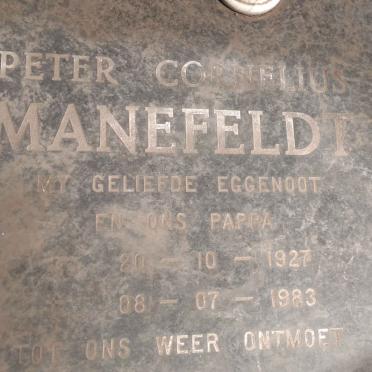 PETER CORNELIUS
MANEFELDT
MY GELIEFDE EGGENOOT
EN ONS PAPPA
20 - 10 - 1927
08 - 07 - 1983
TOT ONS WEER ONTMOET